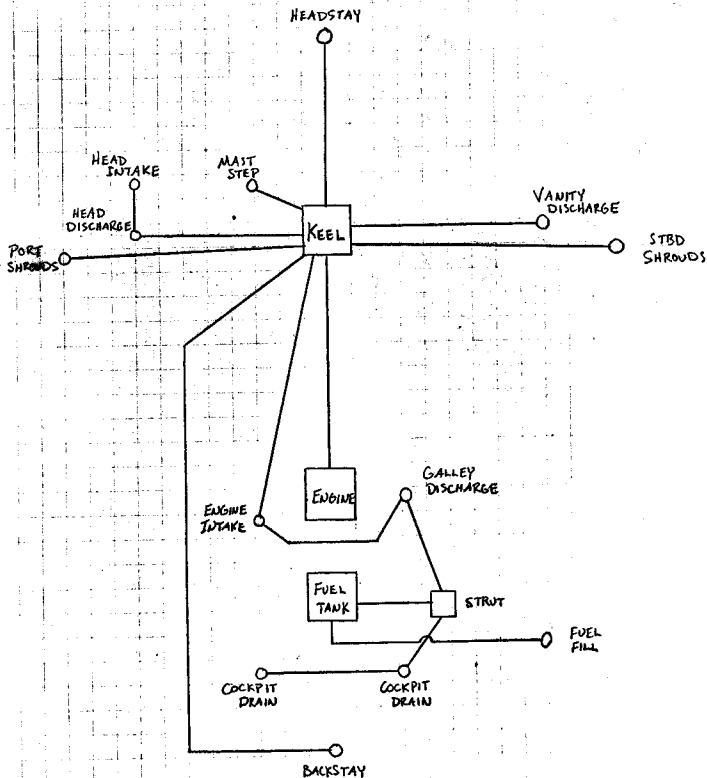 HEADSTAY
HEAD
INTAKE
MAST
STEP
HEAD
DISCHARGE
KEEL
VANITY
DISCHARGE
PORT
SHROUDS
STBD
SHROUDS
GALLEY
DISCHARGE
ENGINE
ENGINE
INTAKE
FUEL
TANK
STRUT
FUEL
FILL
COCKPIT
DRAIN
COCKPIT
DRAIN
BACKSTAY